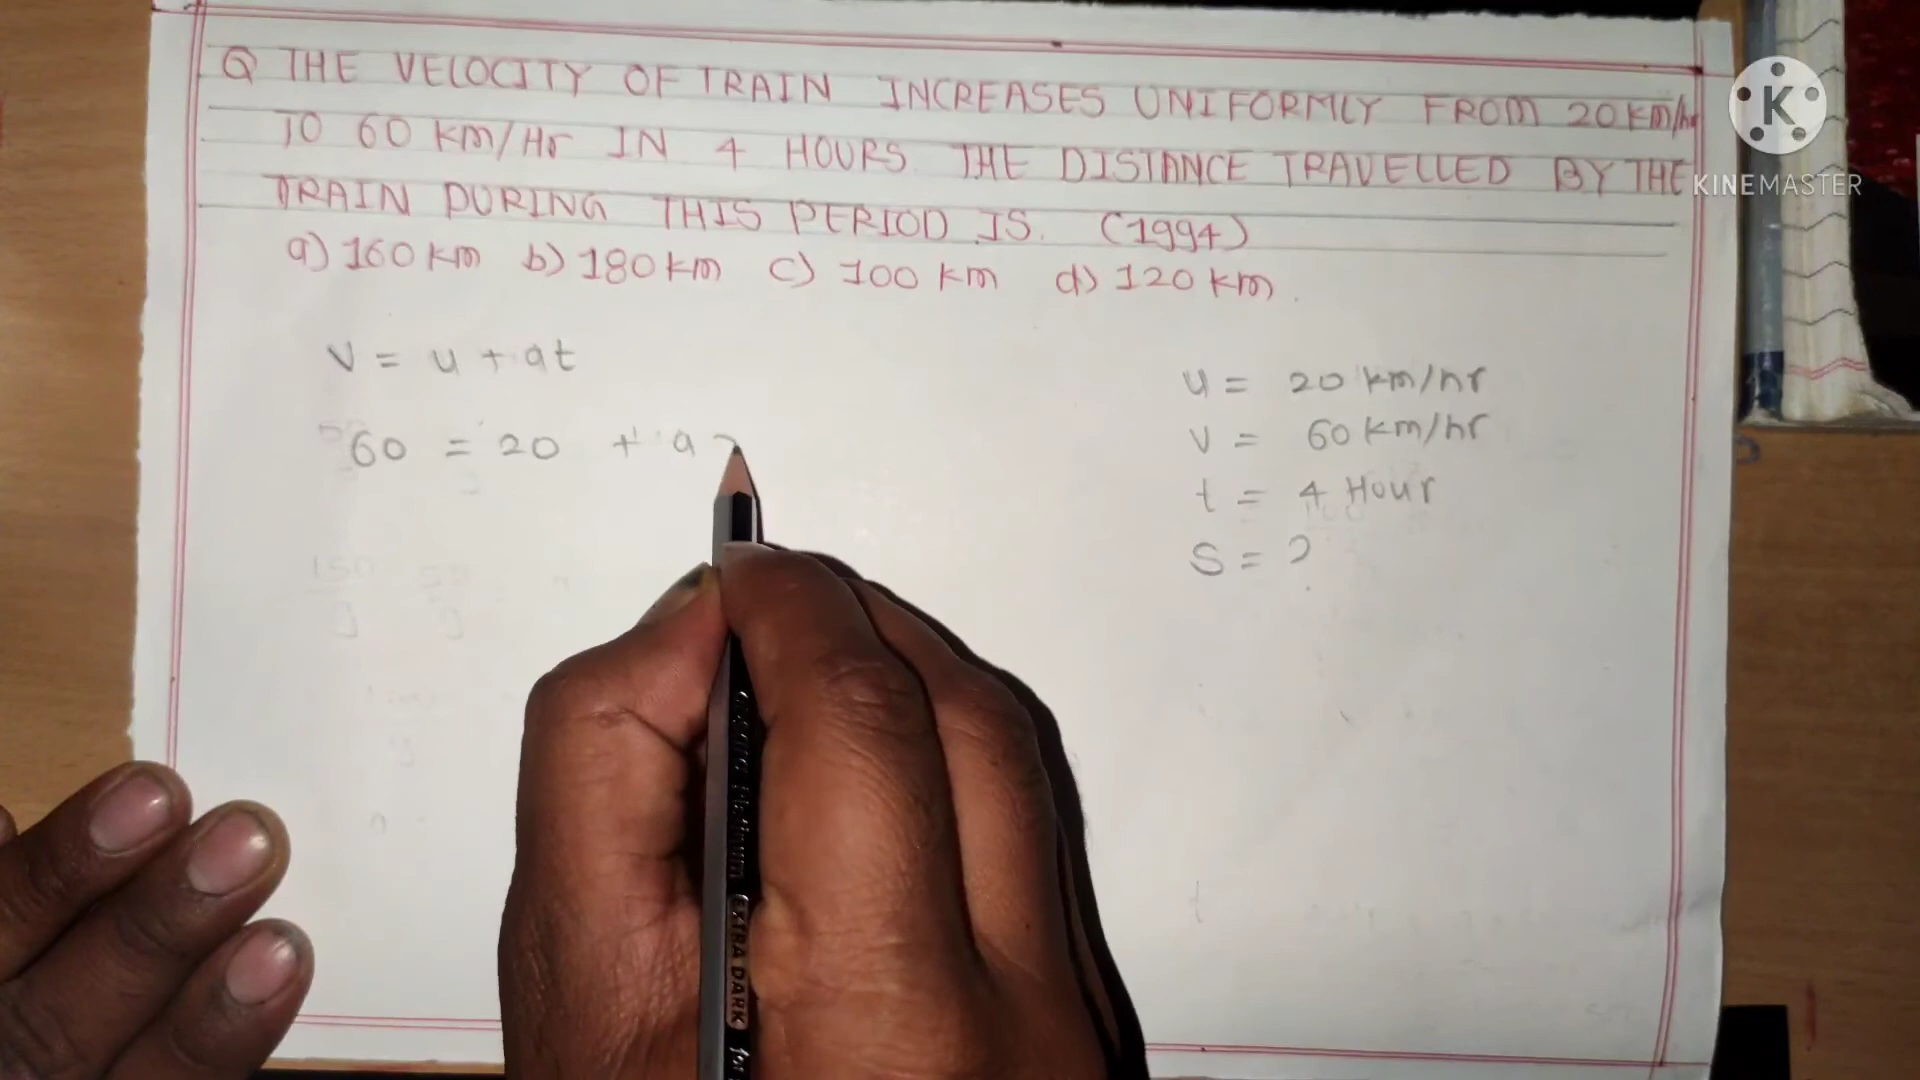 Q THE VELOCITY OF TRAIN INCREASES UNIFORMLY FROM 20 KM/hr
TO 60 KM/Hr IN 4 HOURS. THE DISTANCE TRAVELLED BY THE
TRAIN DURING THIS PERIOD IS. (1994)
a) 160 KM b) 180 KM c) 100 KM d) 120 KM.
V = u + at
60 = 20 + a
u = 20 km/hr
v = 60 km/hr
t = 4 Hour
S = ?
K
KINEMASTER
EXTRA DARK